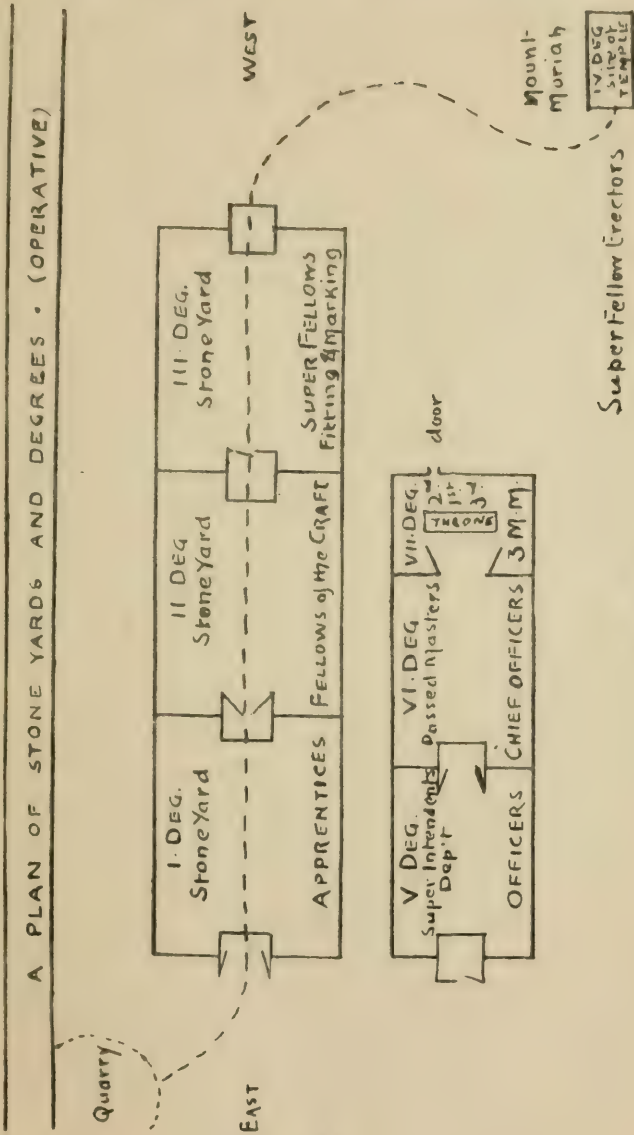 A PLAN OF STONE YARDS AND DEGREES. (OPERATIVE)
Quarry
EAST
WEST
I. DEG.
Stone Yard
APPRENTICES
II DEG
Stone Yard
FELLOWS of the CRAFT
III. DEG.
Stone Yard
SUPER FELLOWS
Fitting & Marking
Mount-
Moriah
IV. DEG
Site of
TEMPLE
Super Fellow Erectors
V DEG.
Super Intendents
Dep't
OFFICERS
VI. DEG.
Passed Masters
CHIEF OFFICERS
VII. DEG.
2nd
1st
3rd
THRONE
3 M.M.
door